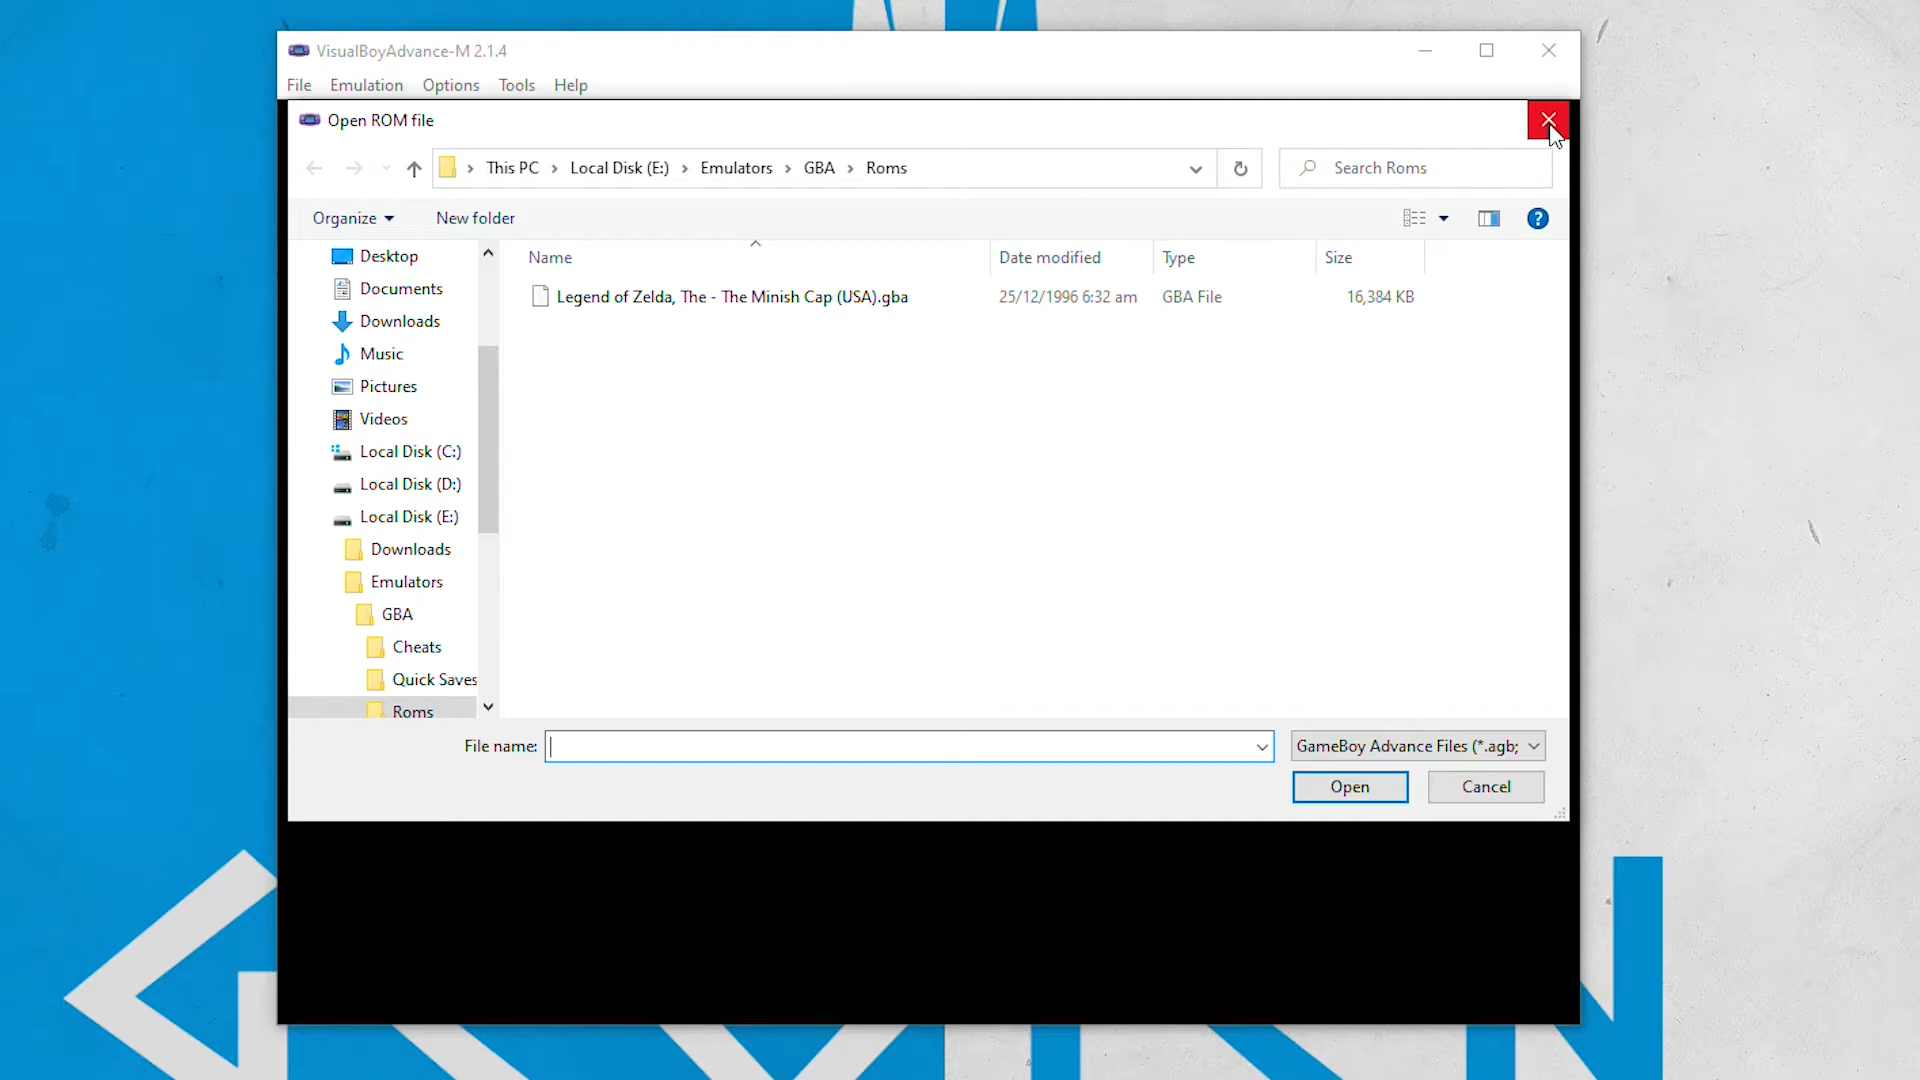 VisualBoyAdvance-M 2.1.4
File Emulation Options Tools Help
Open ROM file
This PC Local Disk (E:) Emulators GBA Roms
Search Roms
Organize New folder
Name Date modified Type Size
Legend of Zelda, The - The Minish Cap (USA).gba 25/12/1996 6:32 am GBA File 16,384 KB
Desktop
Documents
Downloads
Music
Pictures
Videos
Local Disk (C:)
Local Disk (D:)
Local Disk (E:)
Downloads
Emulators
GBA
Cheats
Quick Saves
Roms
File name: GameBoy Advance Files (*.agb;
Open Cancel